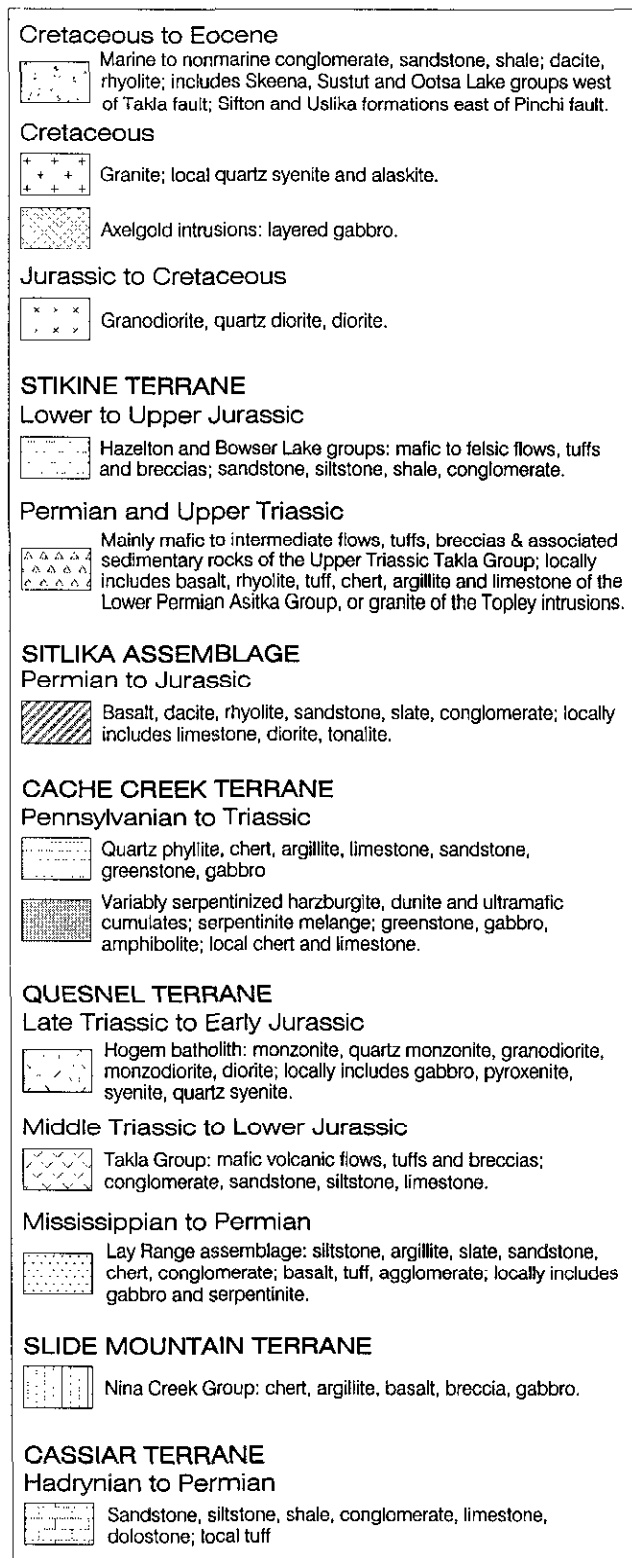 Cretaceous to Eocene
Marine to nonmarine conglomerate, sandstone, shale; dacite,
rhyolite; includes Skeena, Sustut and Ootsa Lake groups west
of Takla fault; Sifton and Uslika formations east of Pinchi fault.
Cretaceous
Granite; local quartz syenite and alaskite.
Axelgold intrusions: layered gabbro.
Jurassic to Cretaceous
Granodiorite, quartz diorite, diorite.
STIKINE TERRANE
Lower to Upper Jurassic
Hazelton and Bowser Lake groups: mafic to felsic flows, tuffs
and breccias; sandstone, siltstone, shale, conglomerate.
Permian and Upper Triassic
Mainly mafic to intermediate flows, tuffs, breccias & associated
sedimentary rocks of the Upper Triassic Takla Group; locally
includes basalt, rhyolite, tuff, chert, argillite and limestone of the
Lower Permian Asitka Group, or granite of the Topley intrusions.
SITLIKA ASSEMBLAGE
Permian to Jurassic
Basalt, dacite, rhyolite, sandstone, slate, conglomerate; locally
includes limestone, diorite, tonalite.
CACHE CREEK TERRANE
Pennsylvanian to Triassic
Quartz phyllite, chert, argillite, limestone, sandstone,
greenstone, gabbro
Variably serpentinized harzburgite, dunite and ultramafic
cumulates; serpentinite melange; greenstone, gabbro,
amphibolite; local chert and limestone.
QUESNEL TERRANE
Late Triassic to Early Jurassic
Hogem batholith: monzonite, quartz monzonite, granodiorite,
monzodiorite, diorite; locally includes gabbro, pyroxenite,
syenite, quartz syenite.
Middle Triassic to Lower Jurassic
Takla Group: mafic volcanic flows, tuffs and breccias;
conglomerate, sandstone, siltstone, limestone.
Mississippian to Permian
Lay Range assemblage: siltstone, argillite, slate, sandstone,
chert, conglomerate; basalt, tuff, agglomerate; locally includes
gabbro and serpentinite.
SLIDE MOUNTAIN TERRANE
Nina Creek Group: chert, argillite, basalt, breccia, gabbro.
CASSIAR TERRANE
Hadrynian to Permian
Sandstone, siltstone, shale, conglomerate, limestone,
dolostone; local tuff